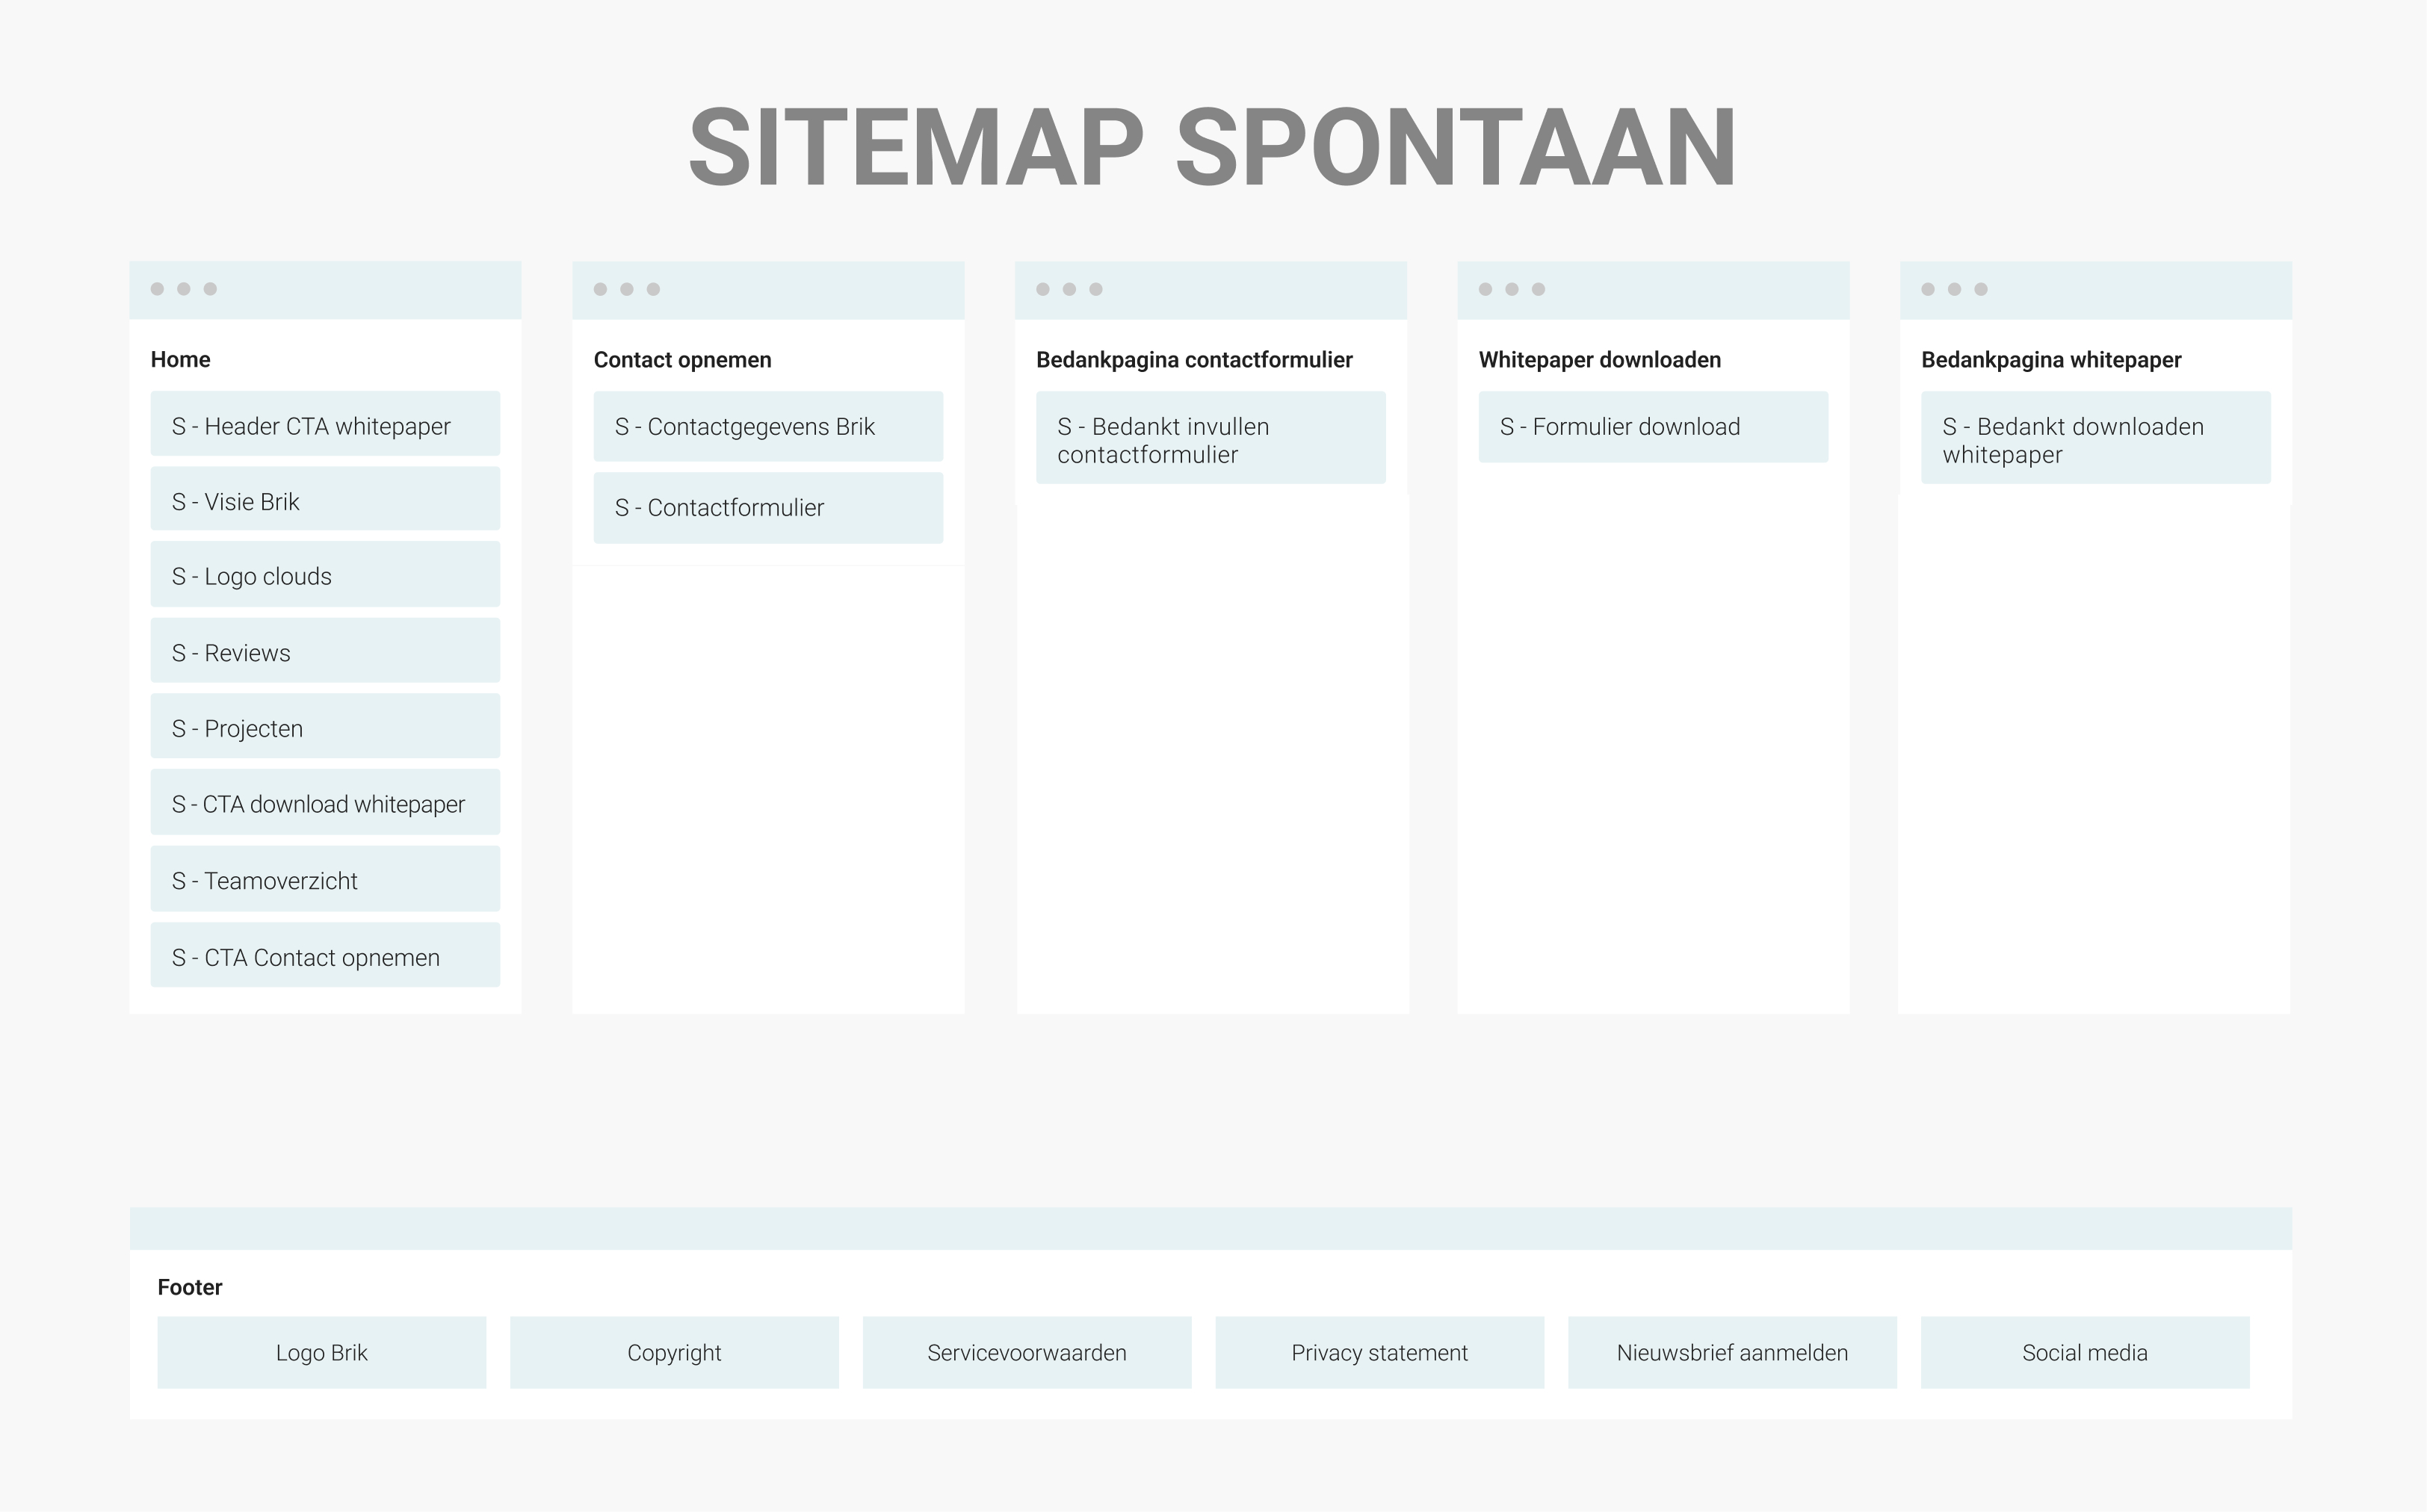 SITEMAP SPONTAAN
Home
S - Header CTA whitepaper
S - Visie Brik
S - Logo clouds
S - Reviews
S - Projecten
S - CTA download whitepaper
S - Teamoverzicht
S - CTA Contact opnemen
Contact opnemen
S - Contactgegevens Brik
S - Contactformulier
Bedankpagina contactformulier
S - Bedankt invullen
contactformulier
Whitepaper downloaden
S - Formulier download
Bedankpagina whitepaper
S - Bedankt downloaden
whitepaper
Footer
Logo Brik
Copyright
Servicevoorwaarden
Privacy statement
Nieuwsbrief aanmelden
Social media